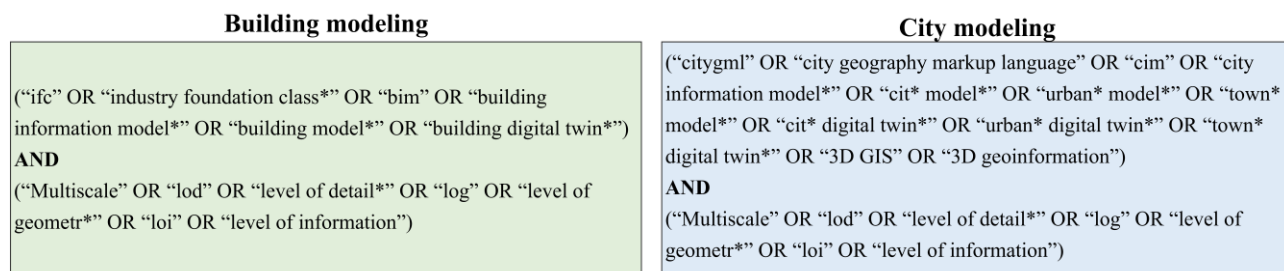 Building modeling
(“ifc” OR “industry foundation class*” OR “bim” OR “building
information model*” OR “building model*” OR “building digital twin*”)
AND
(“Multiscale” OR “lod” OR “level of detail*” OR “log” OR “level of
geometr*” OR “loi” OR “level of information”)
City modeling
(“citygml” OR “city geography markup language” OR “cim” OR “city
information model*” OR “cit* model*” OR “urban* model*” OR “town*
model*” OR “cit* digital twin*” OR “urban* digital twin*” OR “town*
digital twin*” OR “3D GIS” OR “3D geoinformation”)
AND
(“Multiscale” OR “lod” OR “level of detail*” OR “log” OR “level of
geometr*” OR “loi” OR “level of information”)